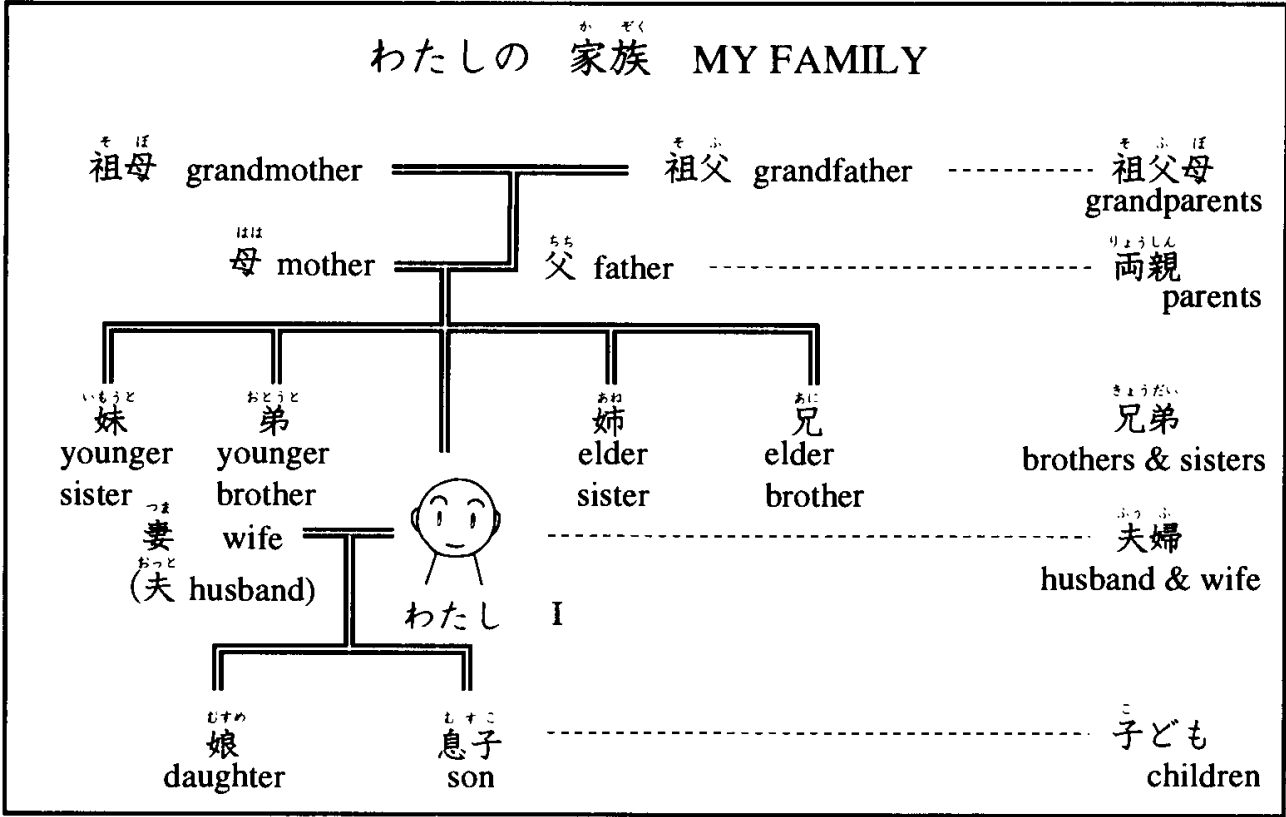 わたしの 家族 MY FAMILY
か ぞく
そ ぼ
祖母 grandmother
そ ふ
祖父 grandfather
そ ふ ぼ
祖父母
grandparents
はは
母 mother
ちち
父 father
りょうしん
両親
parents
いもうと
妹
younger
sister
おとうと
弟
younger
brother
あね
姉
elder
sister
あに
兄
elder
brother
きょうだい
兄弟
brothers & sisters
つま
妻 wife
おっと
(夫 husband)
わたし I
ふう ふ
夫婦
husband & wife
むすめ
娘
daughter
む す こ
息子
son
こ
子ども
children